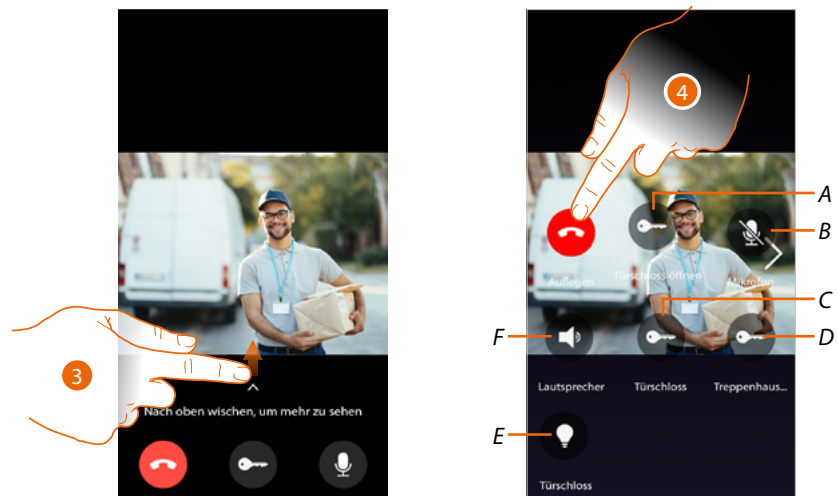 3
Nach oben wischen, um mehr zu sehen
4
A
B
Auflegen
Türschloss öffnen
Mikrofon
C
F
D
Lautsprecher
Türschloss
Treppenhaus...
E
Türschloss